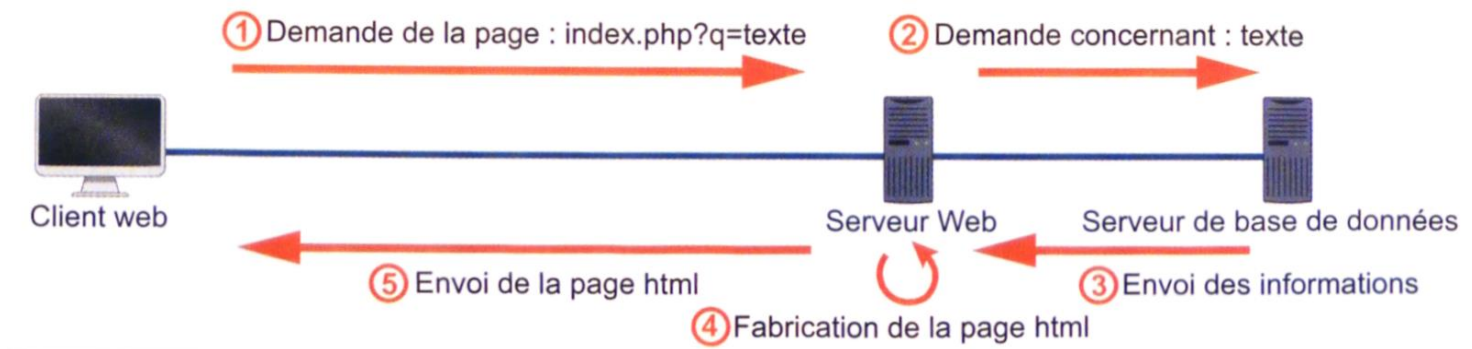 ① Demande de la page : index.php?q=texte
② Demande concernant : texte
Client web
Serveur Web
Serveur de base de données
⑤ Envoi de la page html
③ Envoi des informations
④ Fabrication de la page html